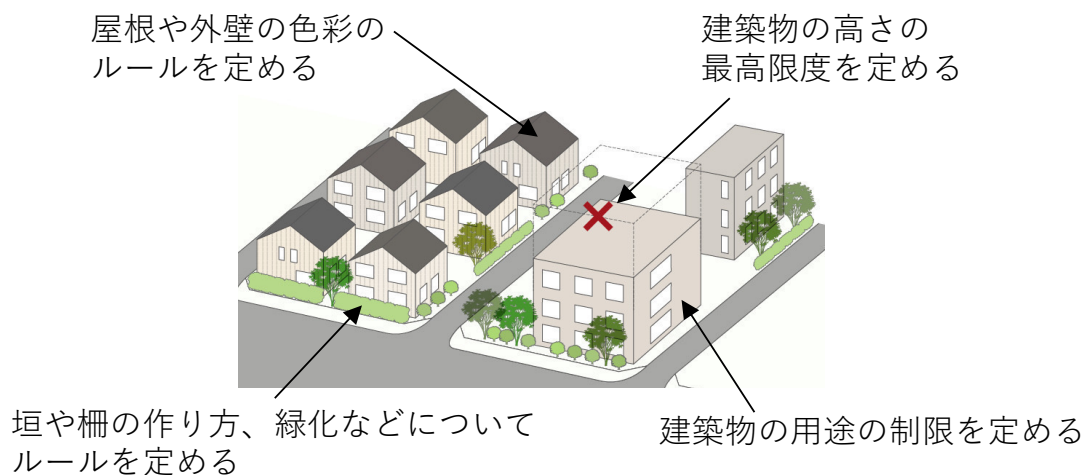 屋根や外壁の色彩の
ルールを定める
建築物の高さの
最高限度を定める
垣や柵の作り方、緑化などについて
ルールを定める
建築物の用途の制限を定める